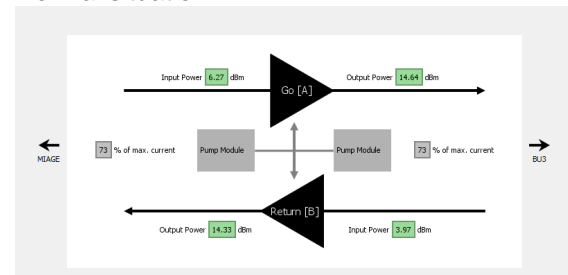 Input Power 6.27 dBm
Output Power 14.64 dBm
Go [A]
MIAGE
73 % of max. current
Pump Module
Pump Module
73 % of max. current
BU3
Return [B]
Output Power 14.33 dBm
Input Power 3.97 dBm